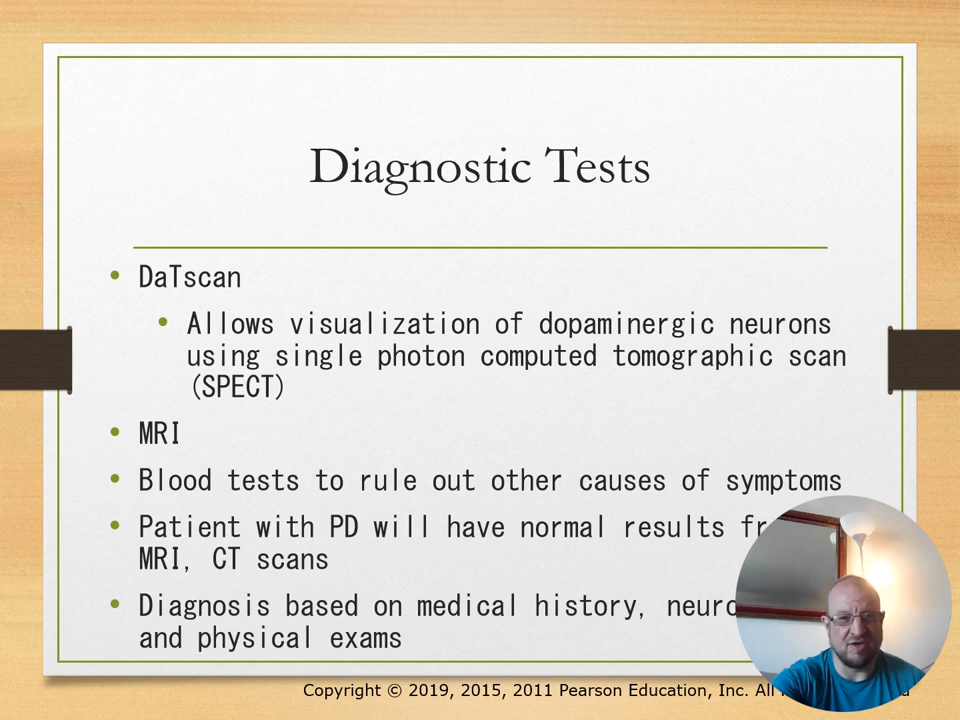 Diagnostic Tests
• DaTscan
• Allows visualization of dopaminergic neurons
using single photon computed tomographic scan
(SPECT)
• MRI
• Blood tests to rule out other causes of symptoms
• Patient with PD will have normal results
MRI, CT scans
• Diagnosis based on medical history,
and physical exams
Copyright © 2019, 2015, 2011 Pearson Education, Inc. All